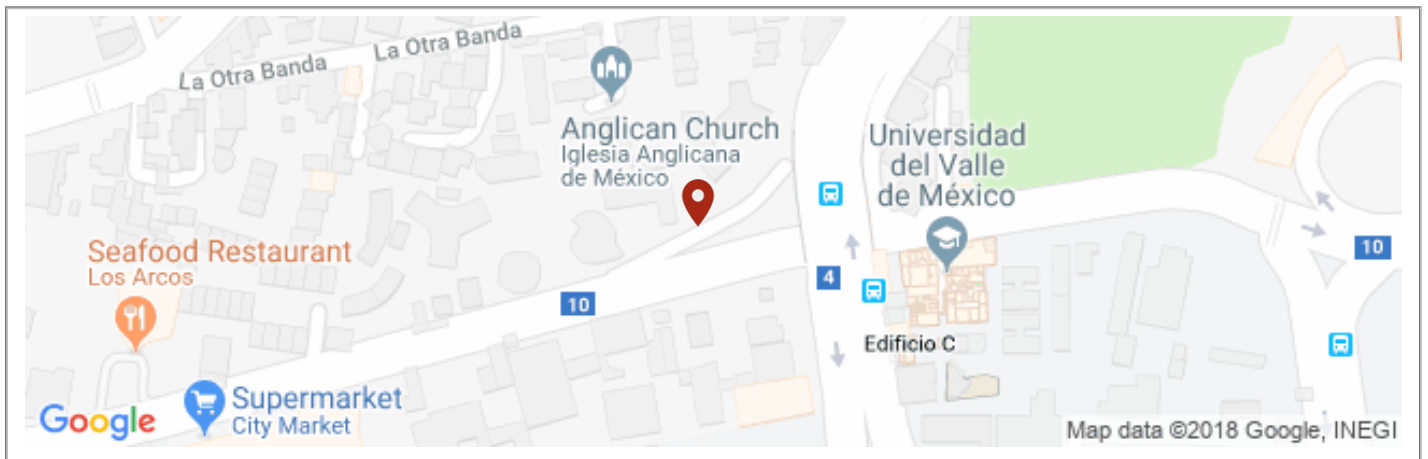 La Otra Banda
La Otra Banda
Anglican Church
Iglesia Anglicana
de México
Universidad
del Valle
de México
Seafood Restaurant
Los Arcos
10
4
10
Edificio C
Supermarket
City Market
Google
Map data ©2018 Google, INEGI